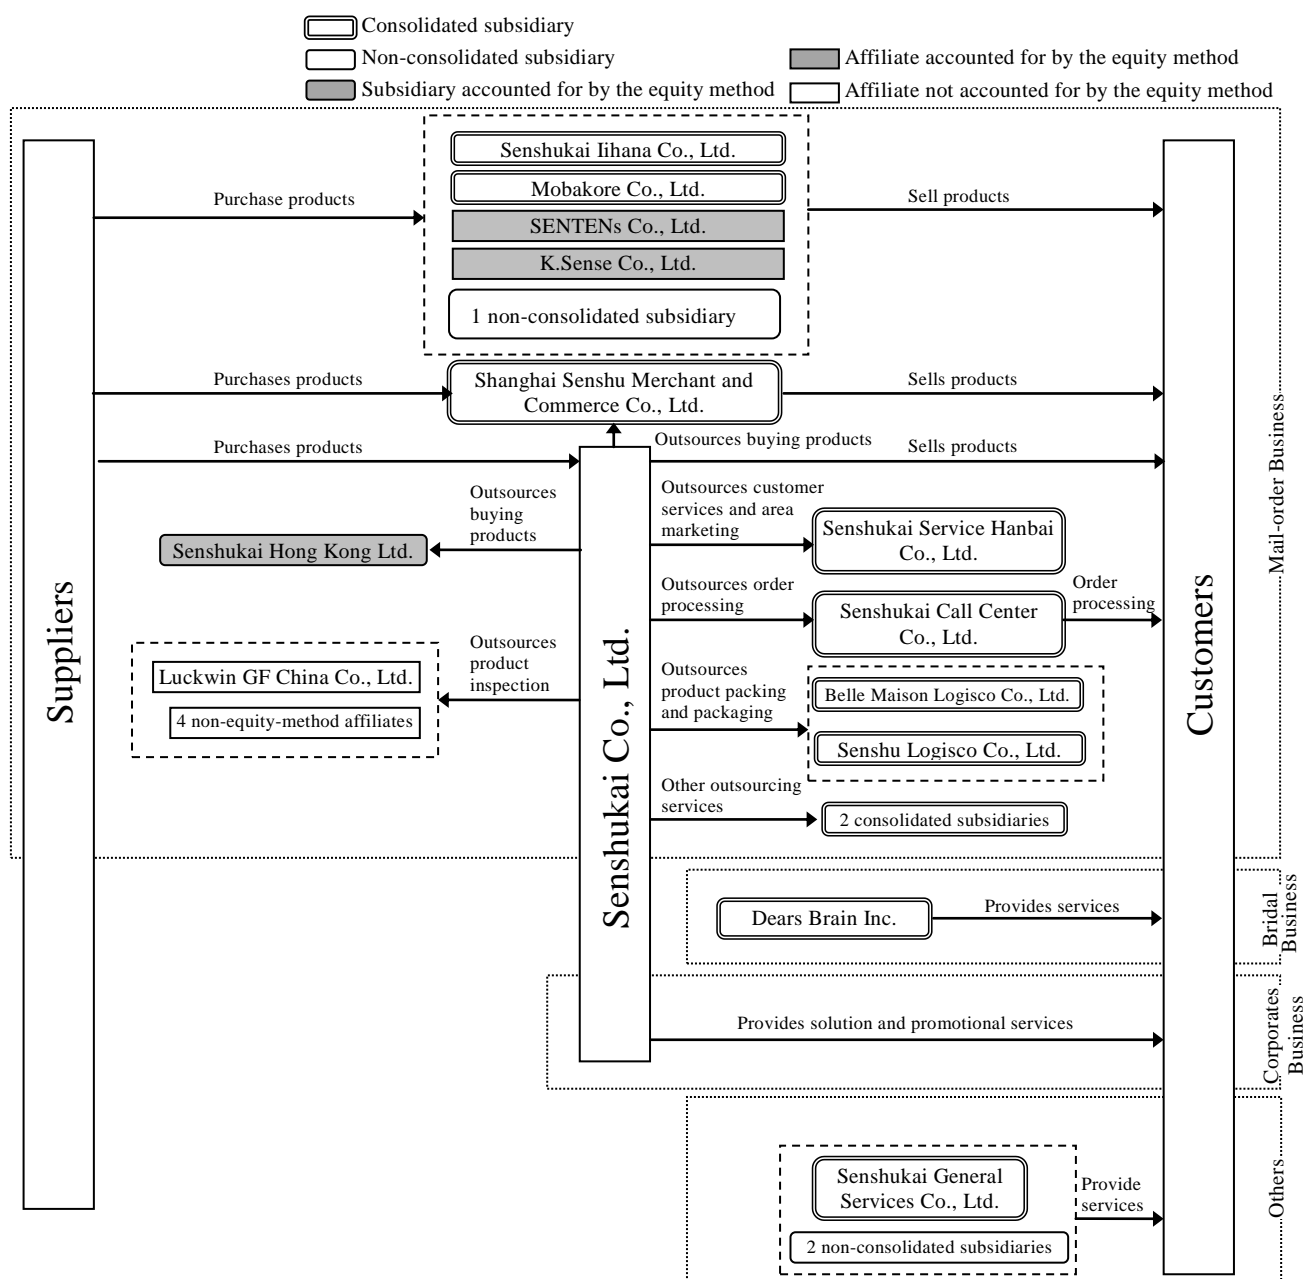 Consolidated subsidiary
Non-consolidated subsidiary
Affiliate accounted for by the equity method
Subsidiary accounted for by the equity method
Affiliate not accounted for by the equity method
Suppliers
Purchase products
Senshukai Iihana Co., Ltd.
Mobakore Co., Ltd.
SENTENs Co., Ltd.
K.Sense Co., Ltd.
1 non-consolidated subsidiary
Sell products
Customers
Mail-order Business
Purchases products
Shanghai Senshu Merchant and
Commerce Co., Ltd.
Sells products
Purchases products
Outsources buying products
Sells products
Senshukai Co., Ltd.
Outsources
buying
products
Senshukai Hong Kong Ltd.
Outsources customer
services and area
marketing
Senshukai Service Hanbai
Co., Ltd.
Outsources order
processing
Senshukai Call Center
Co., Ltd.
Order
processing
Outsources
product
inspection
Luckwin GF China Co., Ltd.
4 non-equity-method affiliates
Outsources
product packing
and packaging
Belle Maison Logisco Co., Ltd.
Senshu Logisco Co., Ltd.
Other outsourcing
services
2 consolidated subsidiaries
Dears Brain Inc.
Provides services
Bridal
Business
Provides solution and promotional services
Corporates
Business
Senshukai General
Services Co., Ltd.
2 non-consolidated subsidiaries
Provide
services
Others